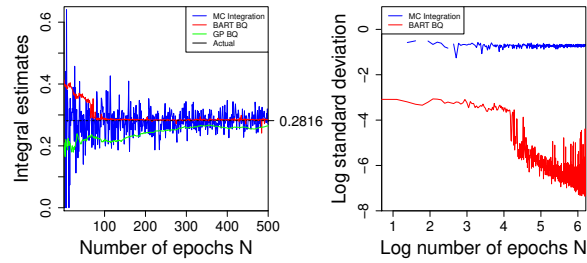 MC Integration
BART BQ
GP BQ
Actual
Integral estimates
0.0
0.2
0.4
0.6
0.2816
100
200
300
400
500
Number of epochs N
MC Integration
BART BQ
Log standard deviation
0
−2
−4
−6
−8
1
2
3
4
5
6
Log number of epochs N